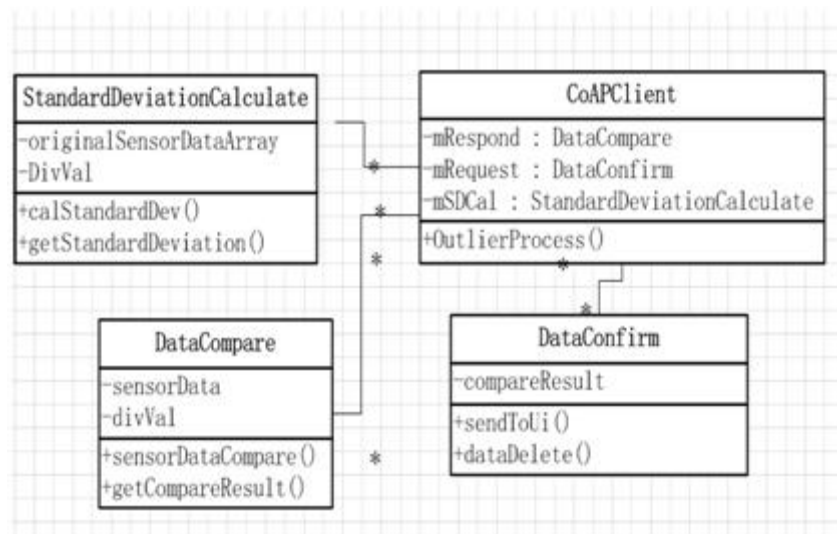 StandardDeviationCalculate
-originalSensorDataArray
-DivVal
+calStandardDev()
+getStandardDeviation()
CoAPClient
-mRespond : DataCompare
-mRequest : DataConfirm
-mSDCal : StandardDeviationCalculate
+OutlierProcess()
*
*
*
*
*
DataCompare
-sensorData
-divVal
+sensorDataCompare()
+getCompareResult()
*
DataConfirm
-compareResult
+sendToUi()
+dataDelete()